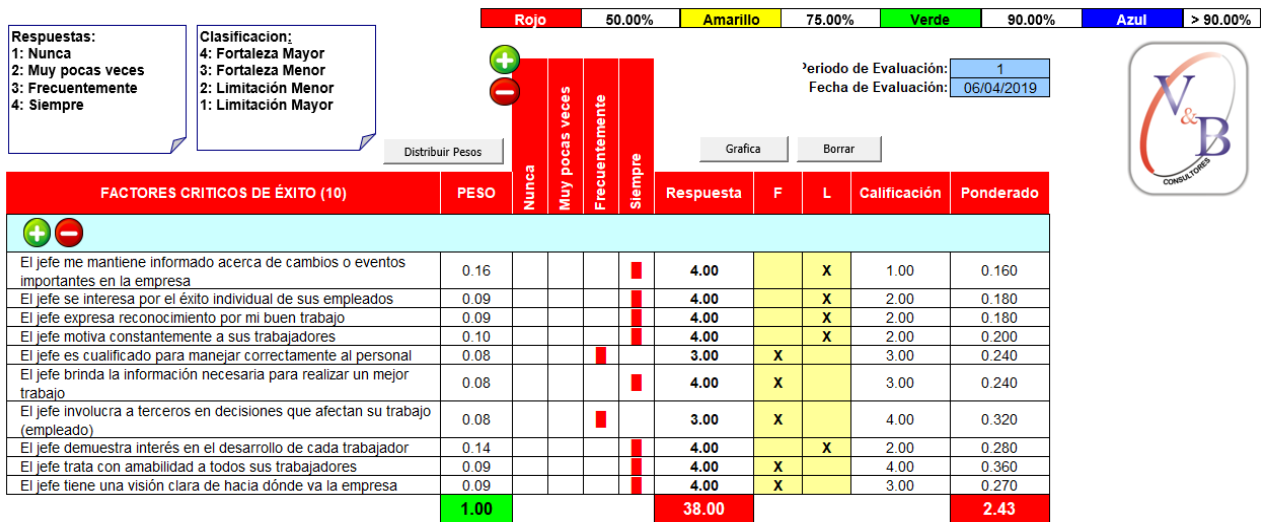 Rojo 50.00% Amarillo 75.00% Verde 90.00% Azul > 90.00%
Respuestas:
1: Nunca
2: Muy pocas veces
3: Frecuentemente
4: Siempre
Clasificacion:
4: Fortaleza Mayor
3: Fortaleza Menor
2: Limitación Menor
1: Limitación Mayor
Periodo de Evaluación: 1
Fecha de Evaluación: 06/04/2019
V&B
CONSULTORES
Distribuir Pesos
Grafica
Borrar
FACTORES CRITICOS DE ÉXITO (10) PESO Nunca Muy pocas veces Frecuentemente Siempre Respuesta F L Calificación Ponderado
El jefe me mantiene informado acerca de cambios o eventos
importantes en la empresa 0.16 4.00 X 1.00 0.160
El jefe se interesa por el éxito individual de sus empleados 0.09 4.00 X 2.00 0.180
El jefe expresa reconocimiento por mi buen trabajo 0.09 4.00 X 2.00 0.180
El jefe motiva constantemente a sus trabajadores 0.10 4.00 X 2.00 0.200
El jefe es cualificado para manejar correctamente al personal 0.08 3.00 X 3.00 0.240
El jefe brinda la información necesaria para realizar un mejor
trabajo 0.08 4.00 X 3.00 0.240
El jefe involucra a terceros en decisiones que afectan su trabajo
(empleado) 0.08 3.00 X 4.00 0.320
El jefe demuestra interés en el desarrollo de cada trabajador 0.14 4.00 X 2.00 0.280
El jefe trata con amabilidad a todos sus trabajadores 0.09 4.00 X 4.00 0.360
El jefe tiene una visión clara de hacia dónde va la empresa 0.09 4.00 X 3.00 0.270
1.00 38.00 2.43